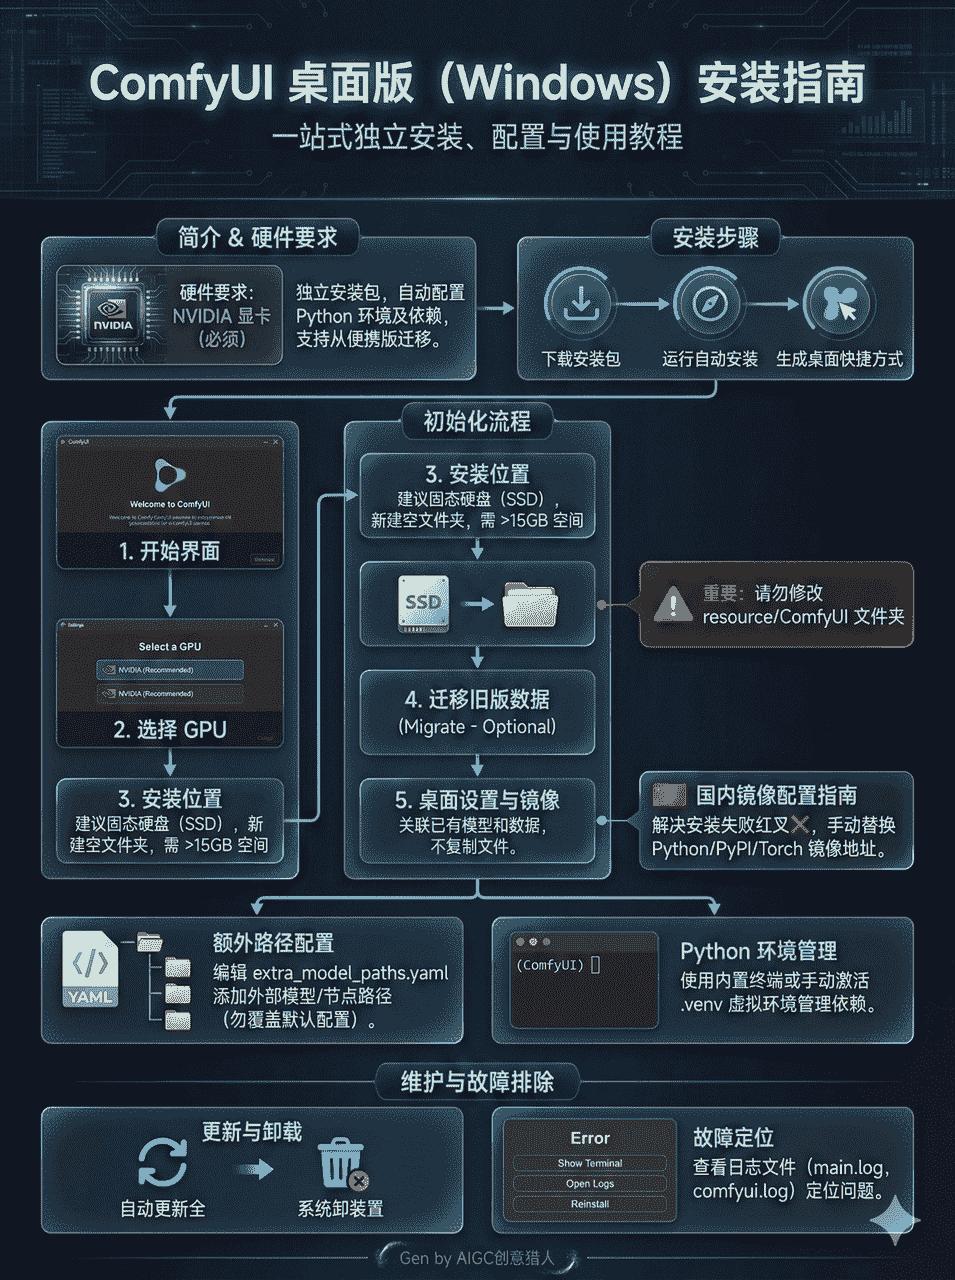 ComfyUI 桌面版（Windows）安装指南
一站式独立安装、配置与使用教程
简介 & 硬件要求
NVIDIA
硬件要求：
NVIDIA 显卡
（必须）
独立安装包，自动配置
Python 环境及依赖，
支持从便携版迁移。
安装步骤
下载安装包
运行自动安装
生成桌面快捷方式
ComfyUI
Welcome to ComfyUI
1. 开始界面
Select a GPU
NVIDIA (Recommended)
NVIDIA (Recommended)
2. 选择 GPU
3. 安装位置
建议固态硬盘（SSD），新
建空文件夹，需 >15GB 空间
初始化流程
3. 安装位置
建议固态硬盘（SSD），
新建空文件夹，需 >15GB 空间
SSD
重要：请勿修改
resource/ComfyUI 文件夹
4. 迁移旧版数据
(Migrate - Optional)
5. 桌面设置与镜像
关联已有模型和数据，
不复制文件。
国内镜像配置指南
解决安装失败红叉❌，手动替换
Python/PyPI/Torch 镜像地址。
YAML
额外路径配置
编辑 extra_model_paths.yaml
添加外部模型/节点路径
（勿覆盖默认配置）。
(ComfyUI)
Python 环境管理
使用内置终端或手动激活
.venv 虚拟环境管理依赖。
维护与故障排除
更新与卸载
自动更新全
系统卸装置
Error
Show Terminal
Open Logs
Reinstall
故障定位
查看日志文件（main.log,
comfyui.log）定位问题。
Gen by AIGC创意猎人